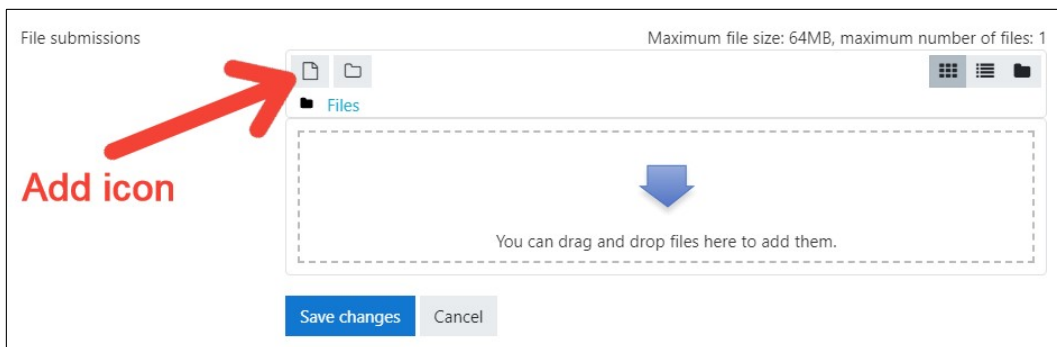 File submissions
Maximum file size: 64MB, maximum number of files: 1
Files
Add icon
You can drag and drop files here to add them.
Save changes
Cancel